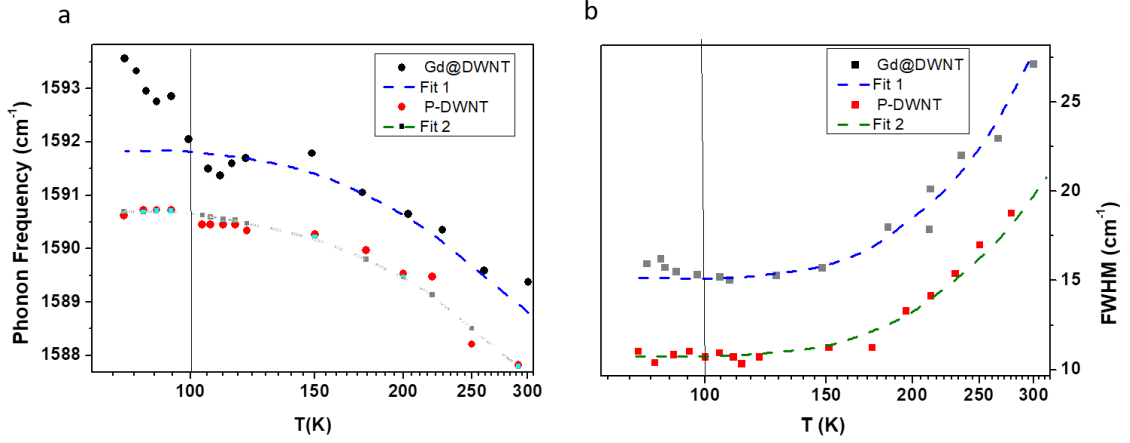 a
Phonon Frequency (cm-1)
1593
1592
1591
1590
1589
1588
Gd@DWNT
Fit 1
P-DWNT
Fit 2
100
150
200
250
300
T(K)
b
Gd@DWNT
Fit 1
P-DWNT
Fit 2
25
20
15
10
FWHM (cm-1)
100
150
200
250
300
T (K)